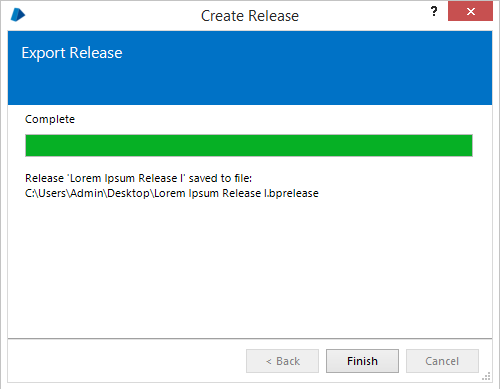 Create Release
?
Export Release
Complete
Release 'Lorem Ipsum Release I' saved to file:
C:\Users\Admin\Desktop\Lorem Ipsum Release I.bprelease
< Back Finish Cancel